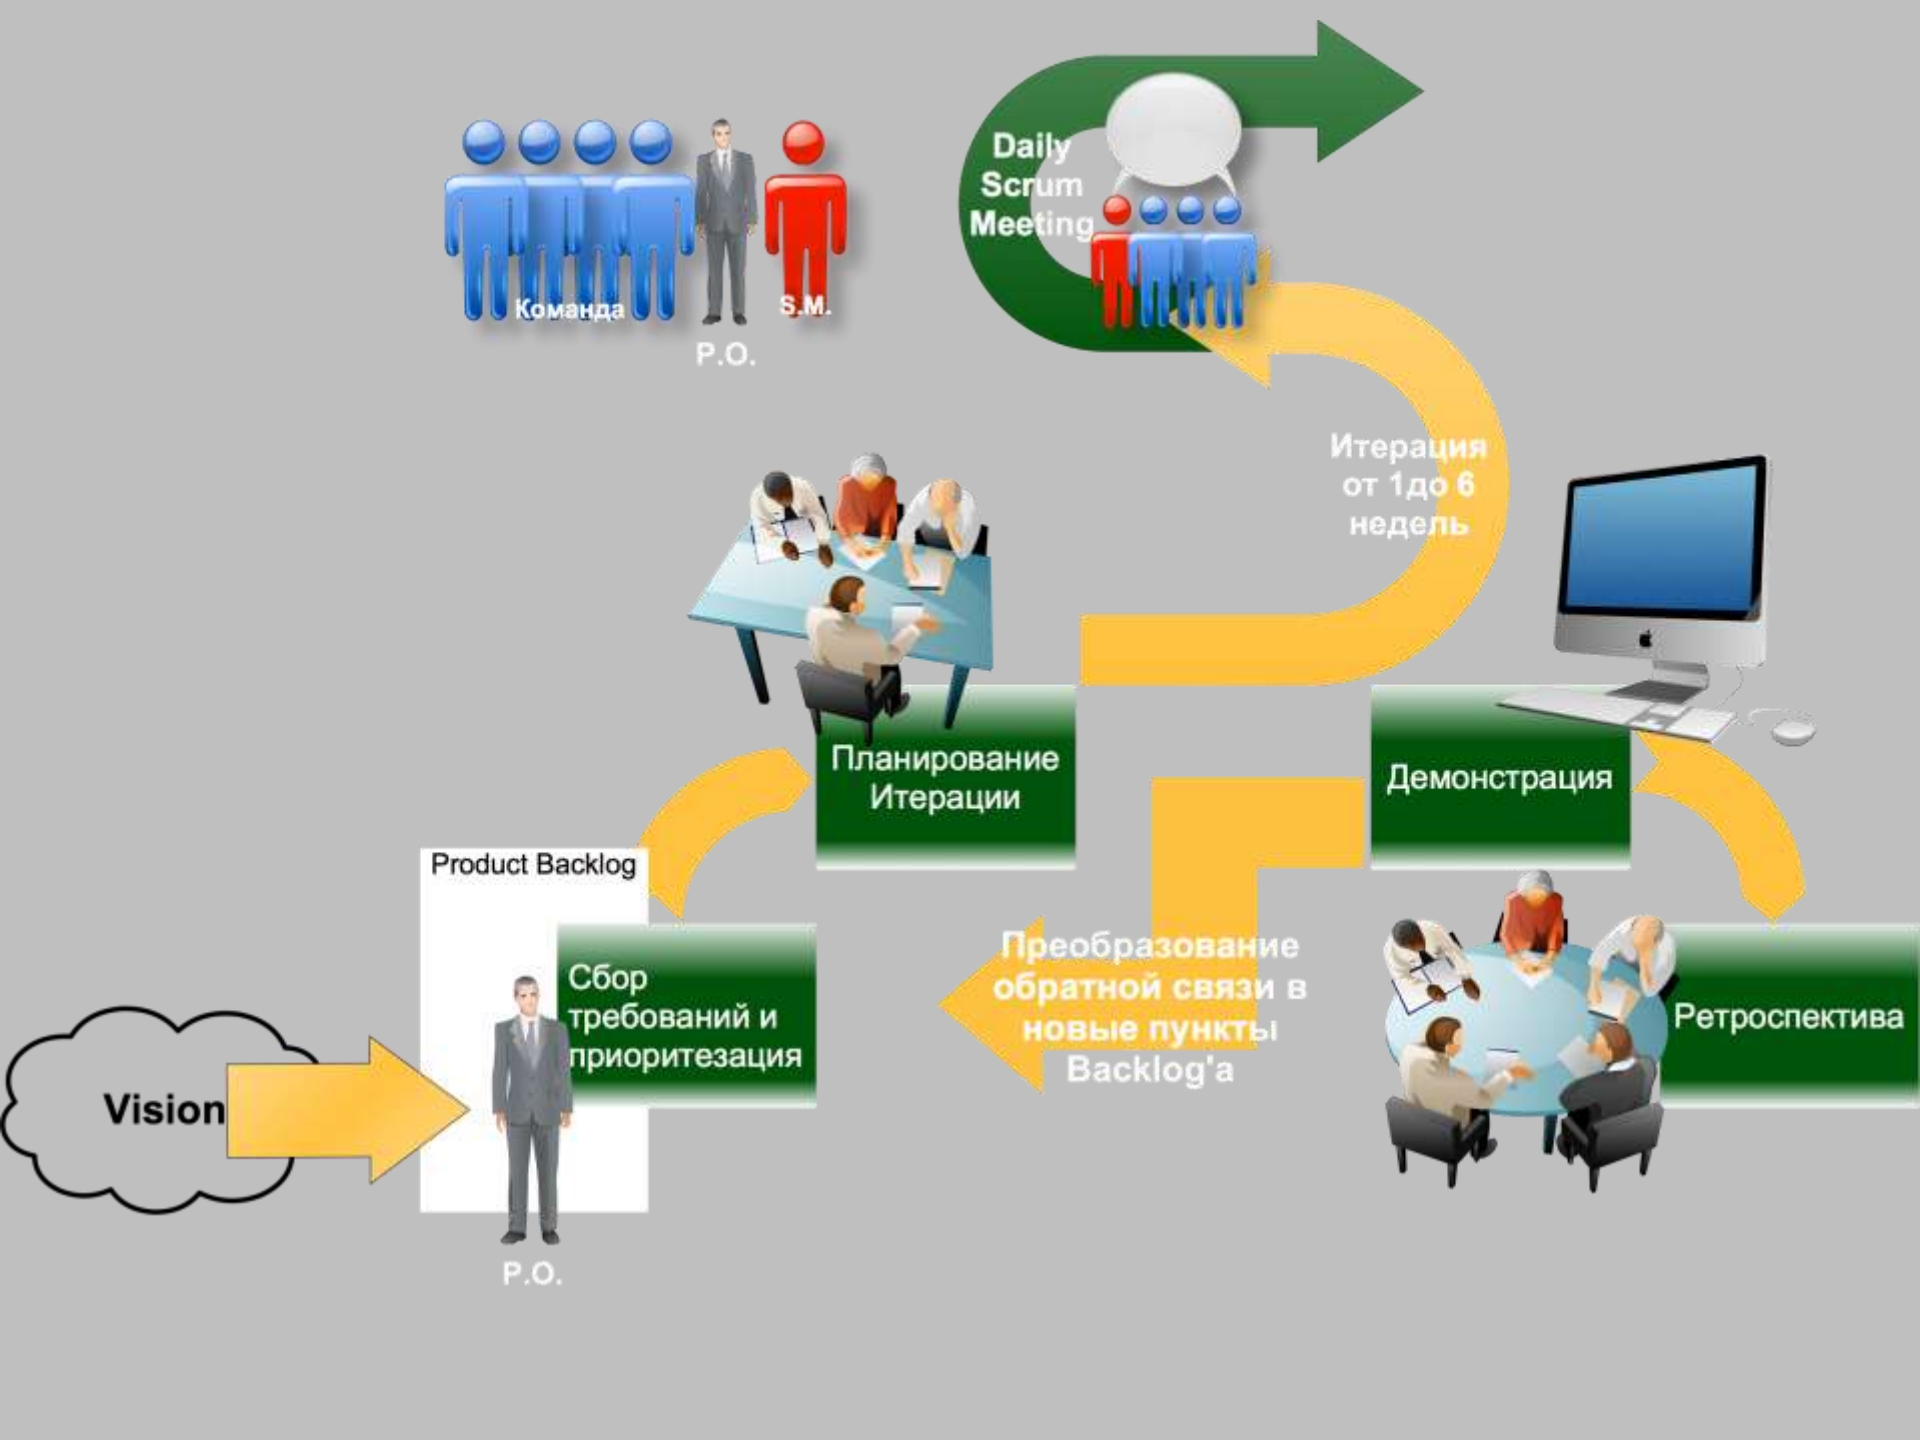 Daily
Scrum
Meeting
Команда
S.M.
P.O.
Итерация
от 1до 6
недель
Планирование
Итерации
Демонстрация
Product Backlog
Сбор
требований и
приоритезация
Преобразование
обратной связи в
новые пункты
Backlog'а
Ретроспектива
Vision
P.O.